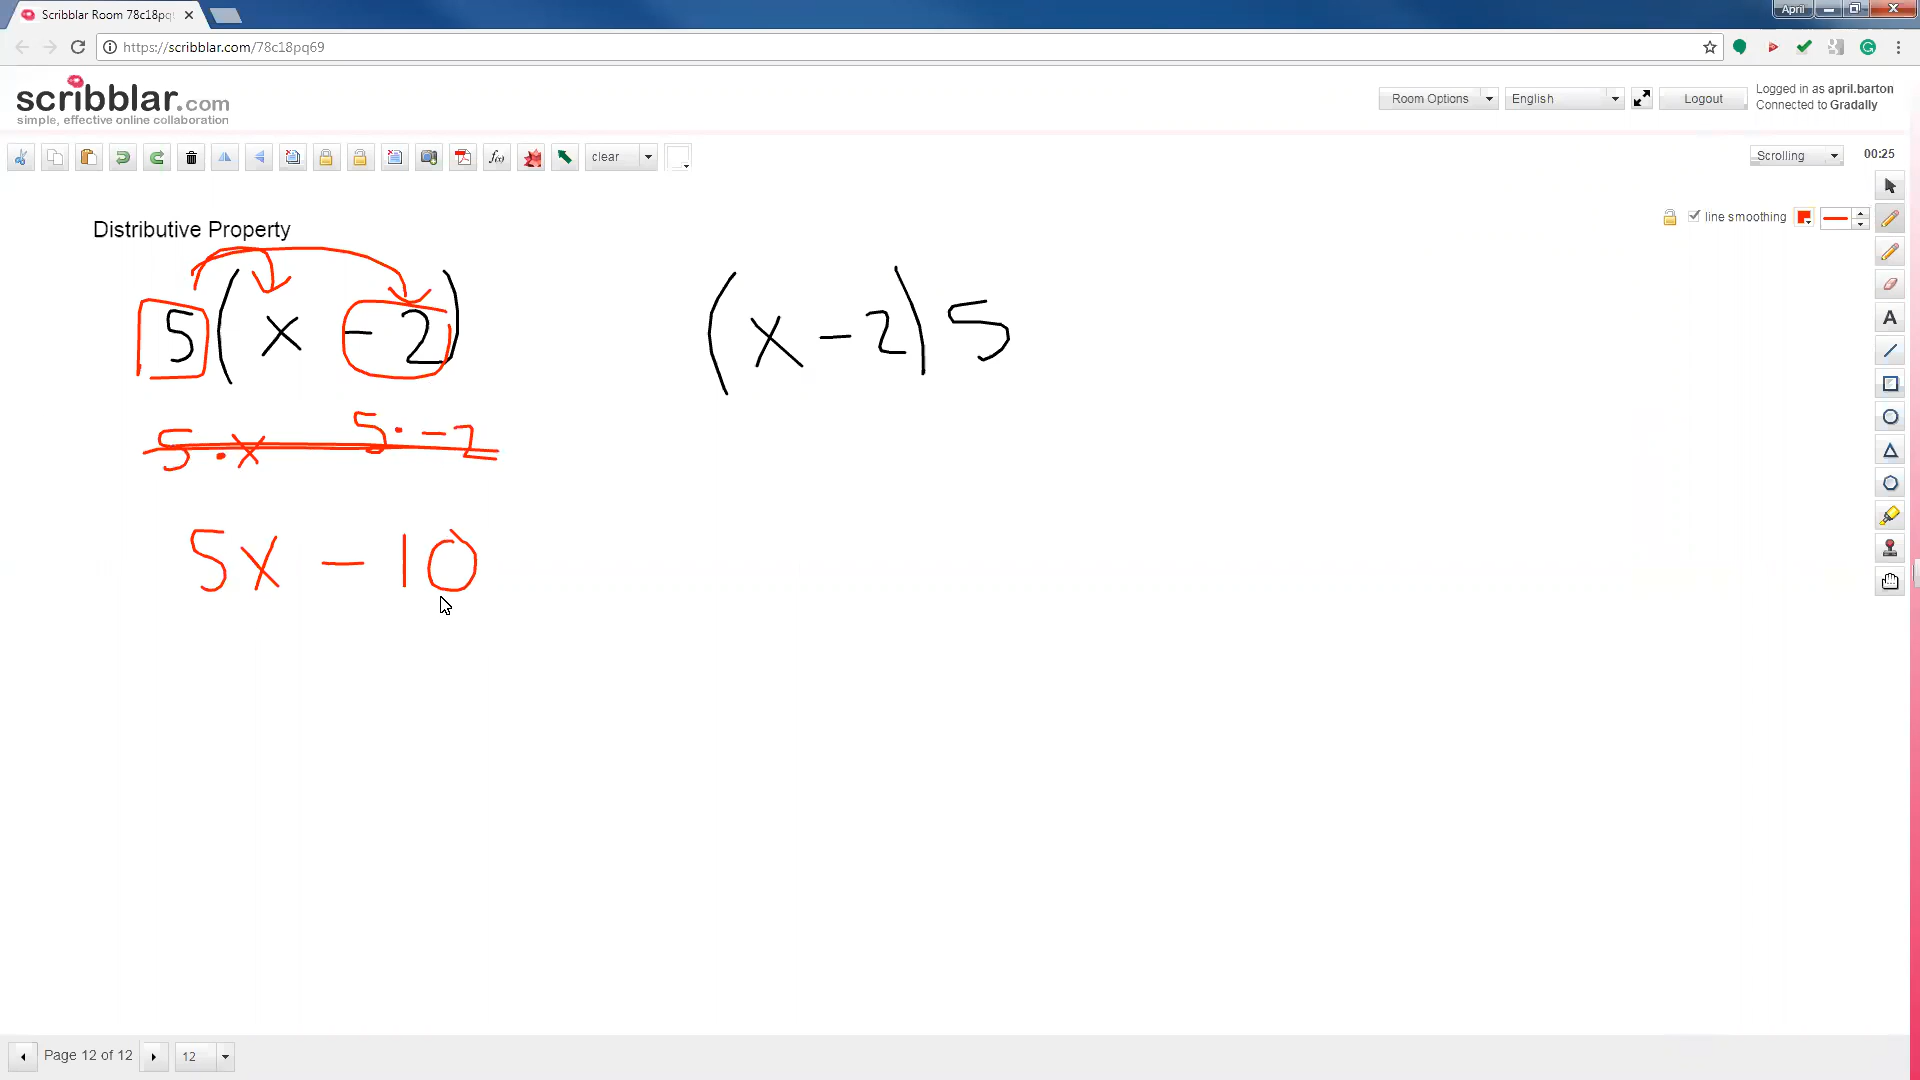 Scribblar Room 78c18pq
April
https://scribblar.com/78c18pq69
scribblar.com
simple, effective online collaboration
Room Options
English
Logout
Logged in as april.barton
Connected to Gradally
f(x)
clear
Scrolling
00:25
line smoothing
A
Distributive Property
5(x - 2)
(x - 2) 5
5 · x 5 · - 2
5x - 10
Page 12 of 12
12